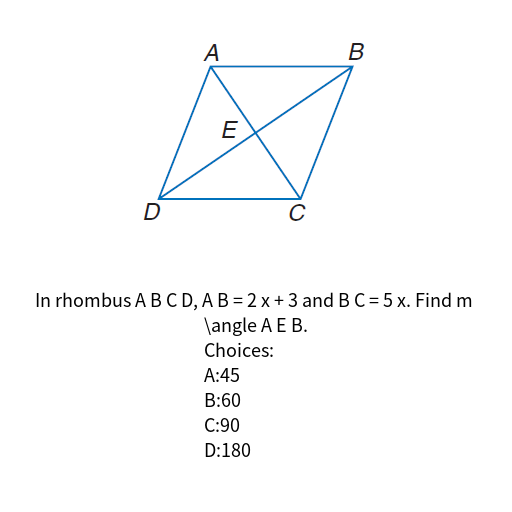 A
B
E
D
C
In rhombus A B C D, A B = 2 x + 3 and B C = 5 x. Find m
\angle A E B.
Choices:
A:45
B:60
C:90
D:180